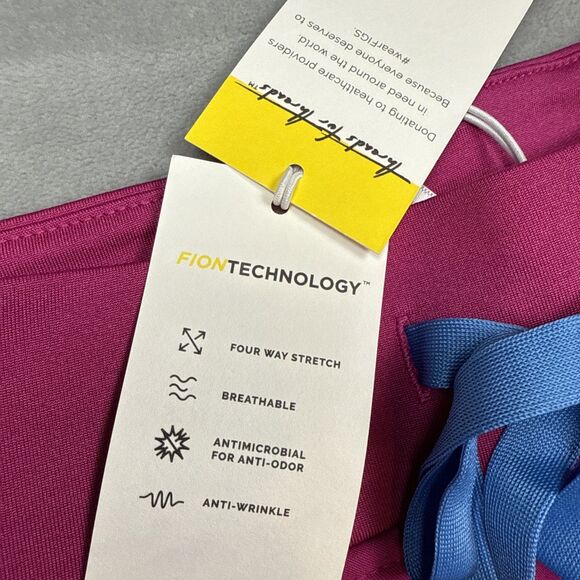 threads for threads™
Donating to healthcare providers
in need around the world.
Because everyone deserves to
#wearFIGS.
FIONTECHNOLOGY™
FOUR WAY STRETCH
BREATHABLE
ANTIMICROBIAL
FOR ANTI-ODOR
ANTI-WRINKLE